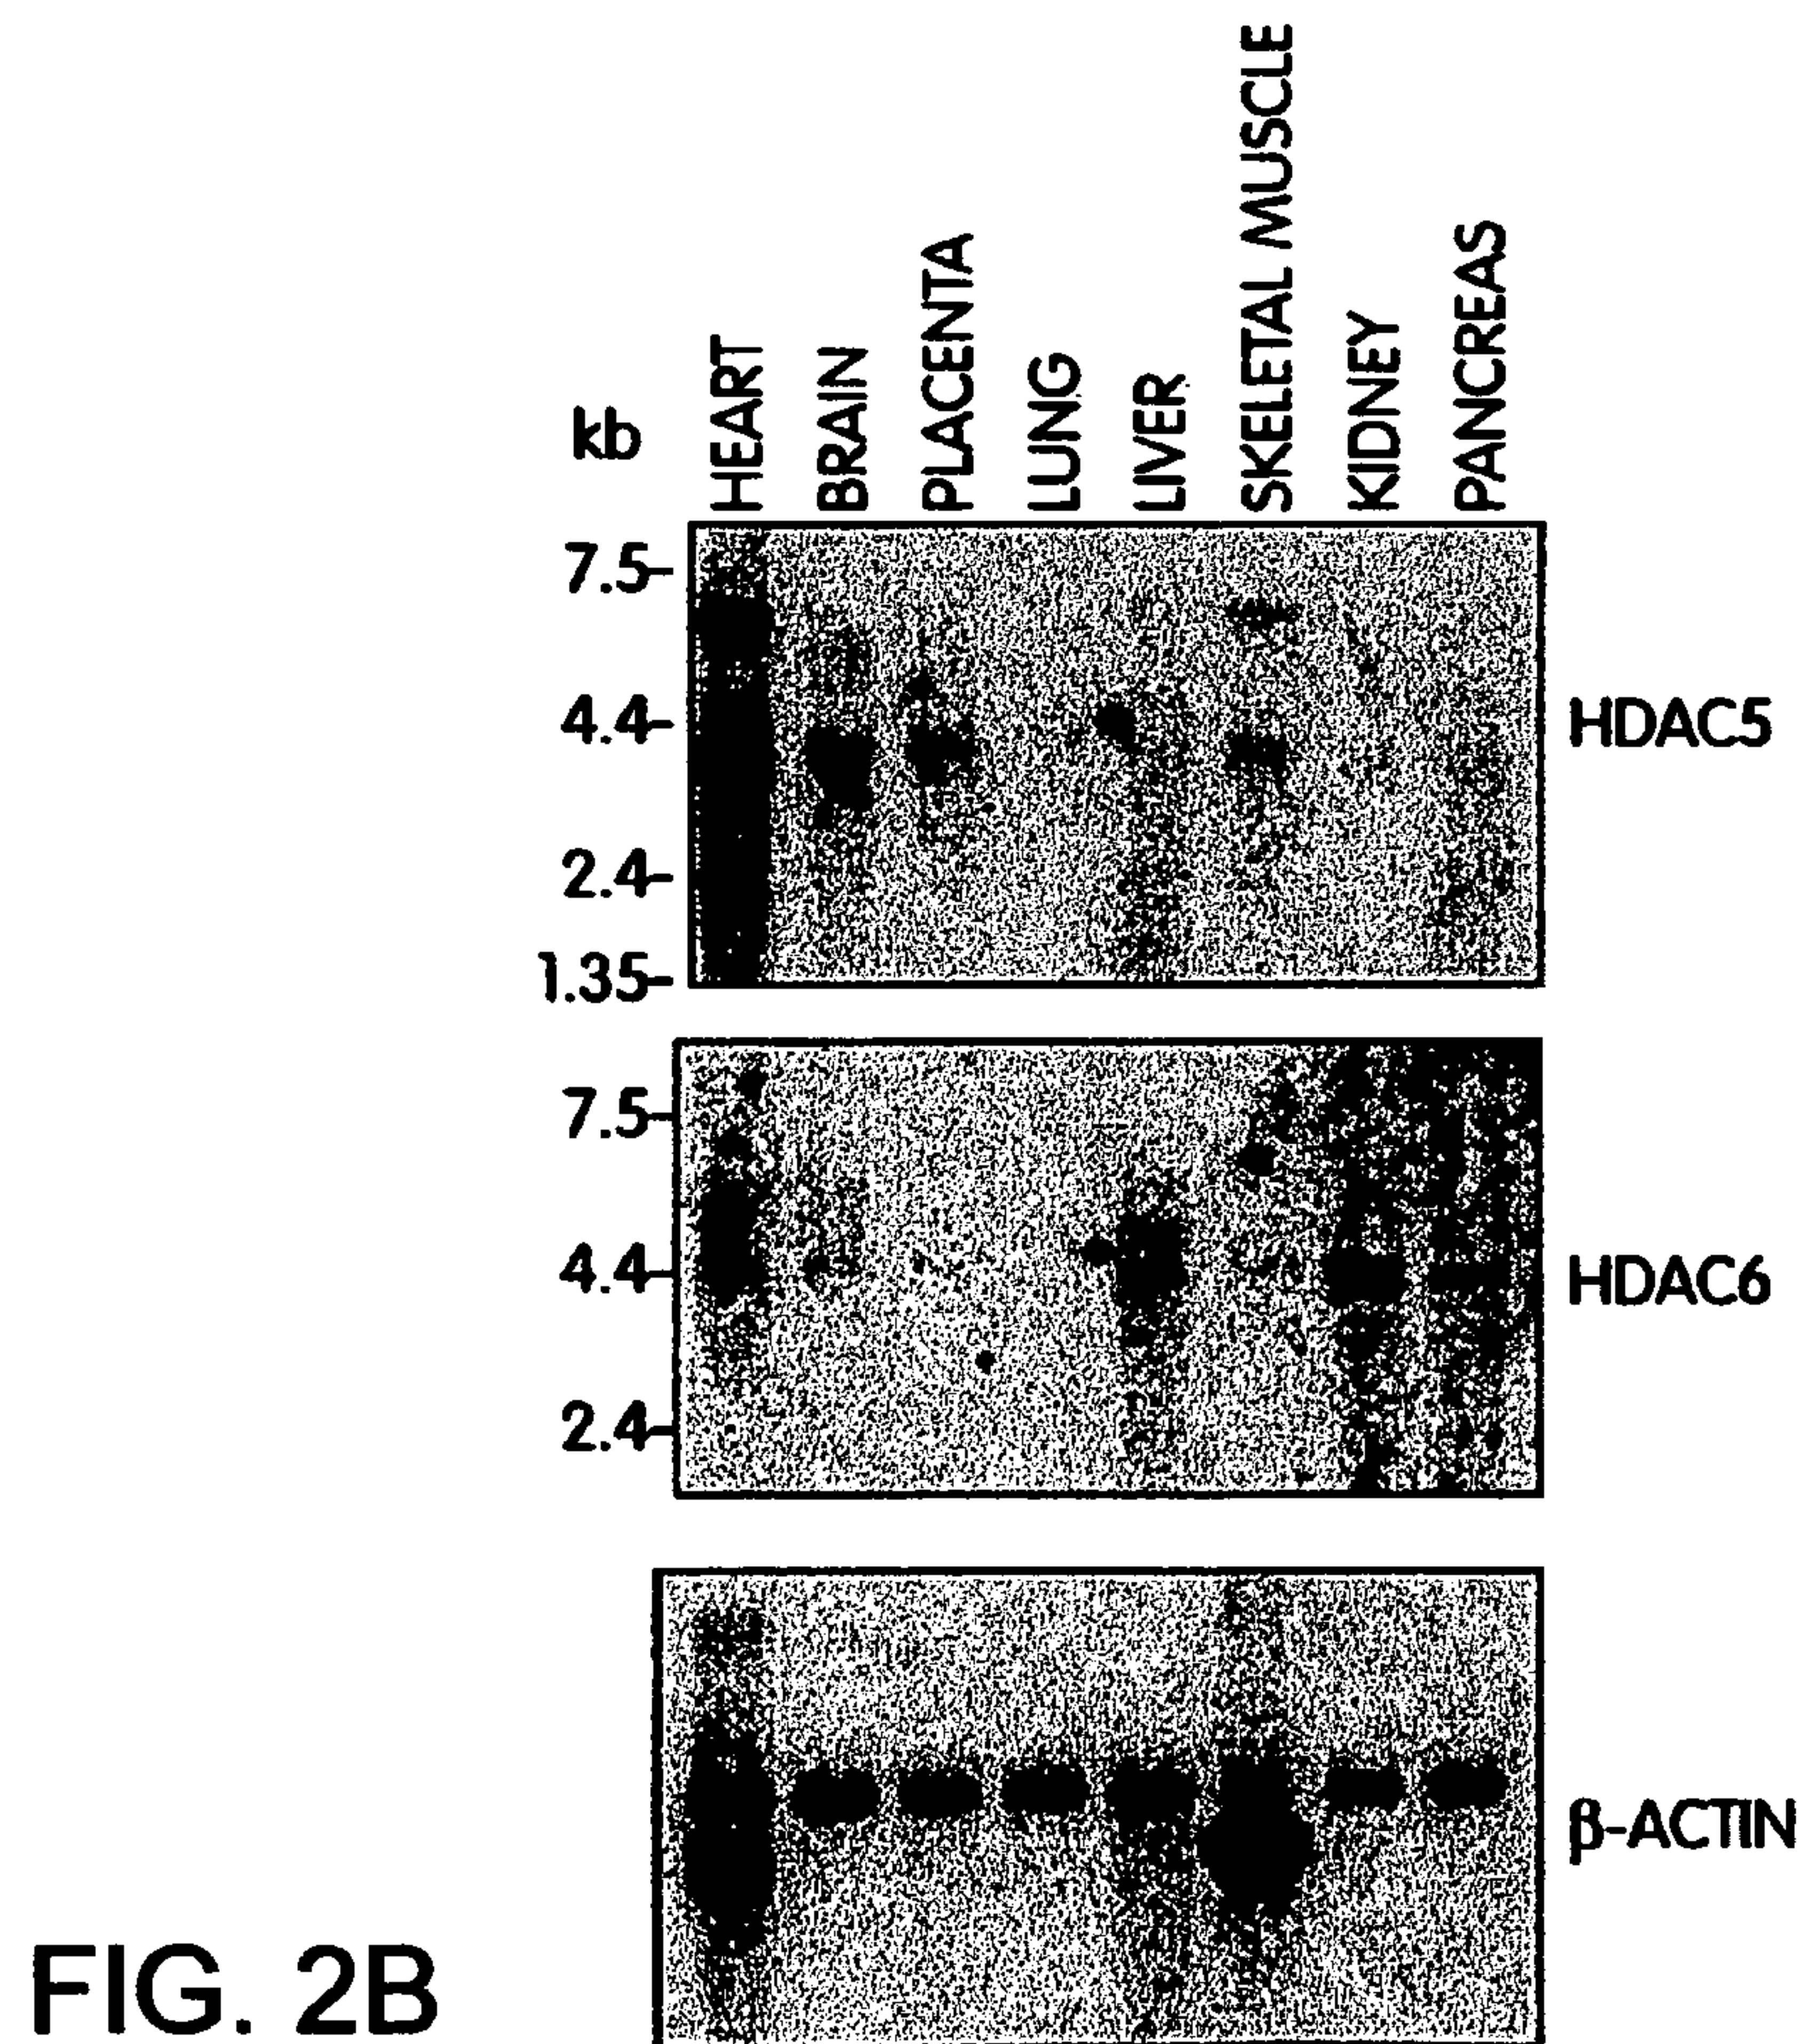 kb
HEART
BRAIN
PLACENTA
LUNG
LIVER
SKELETAL MUSCLE
KIDNEY
PANCREAS
7.5
4.4
2.4
1.35
HDAC5
7.5
4.4
2.4
HDAC6
β-ACTIN
FIG. 2B